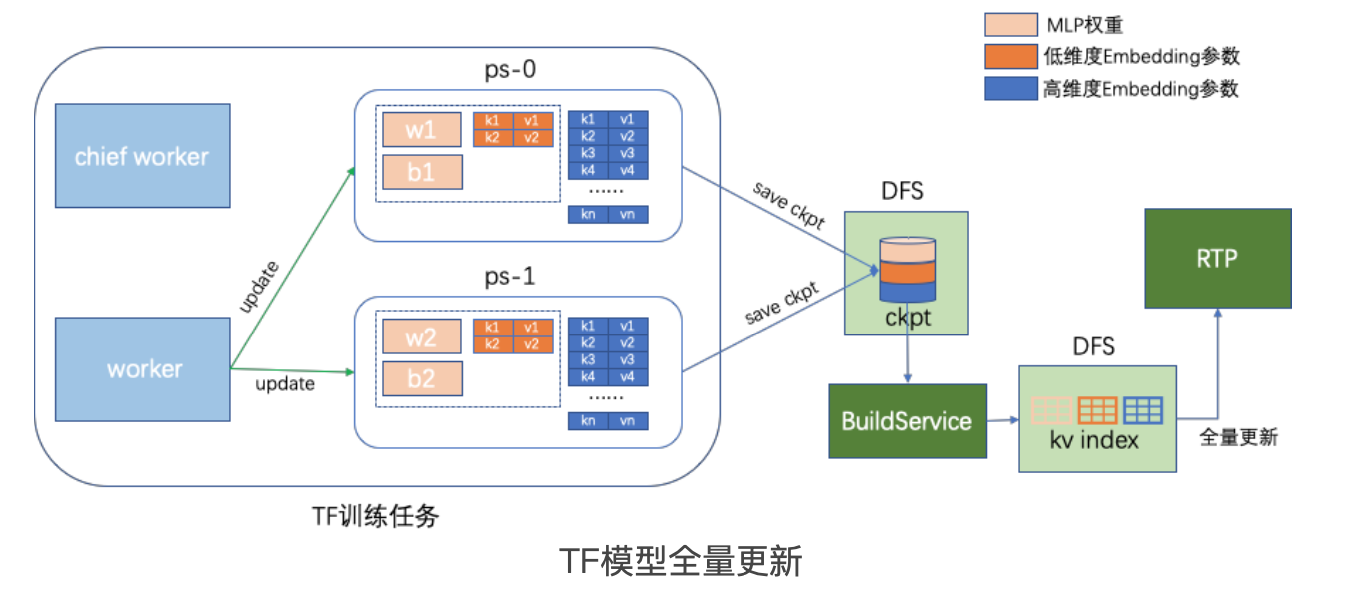 MLP权重
低维度Embedding参数
高维度Embedding参数
ps-0
chief worker
w1
b1
k1 v1
k2 v2
k1 v1
k2 v2
k3 v3
k4 v4
......
kn vn
update
save ckpt
ps-1
worker
update
w2
b2
k1 v1
k2 v2
k1 v1
k2 v2
k3 v3
k4 v4
......
kn vn
save ckpt
DFS
ckpt
BuildService
DFS
kv index
RTP
全量更新
TF训练任务
TF模型全量更新